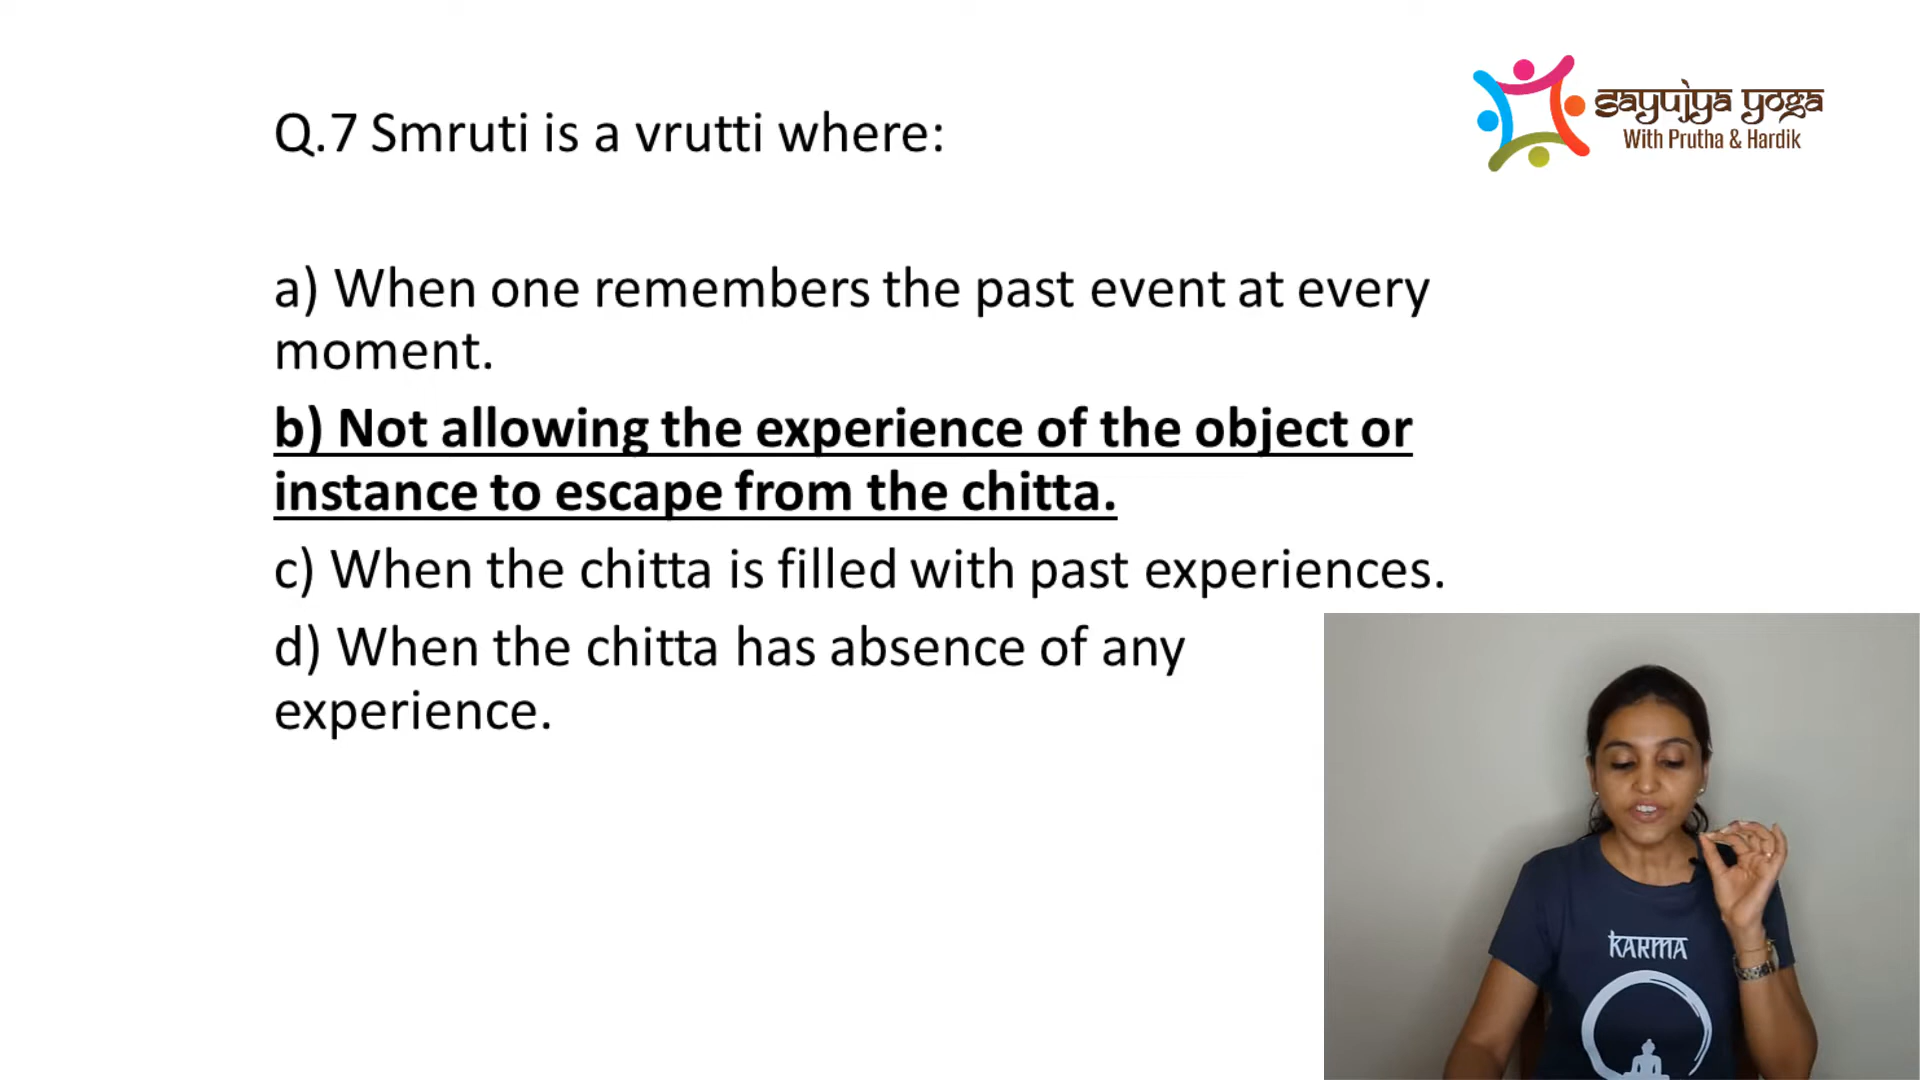 sayujya yoga
With Prutha & Hardik
Q.7 Smruti is a vrutti where:
a) When one remembers the past event at every
moment.
b) Not allowing the experience of the object or
instance to escape from the chitta.
c) When the chitta is filled with past experiences.
d) When the chitta has absence of any
experience.
KARMA